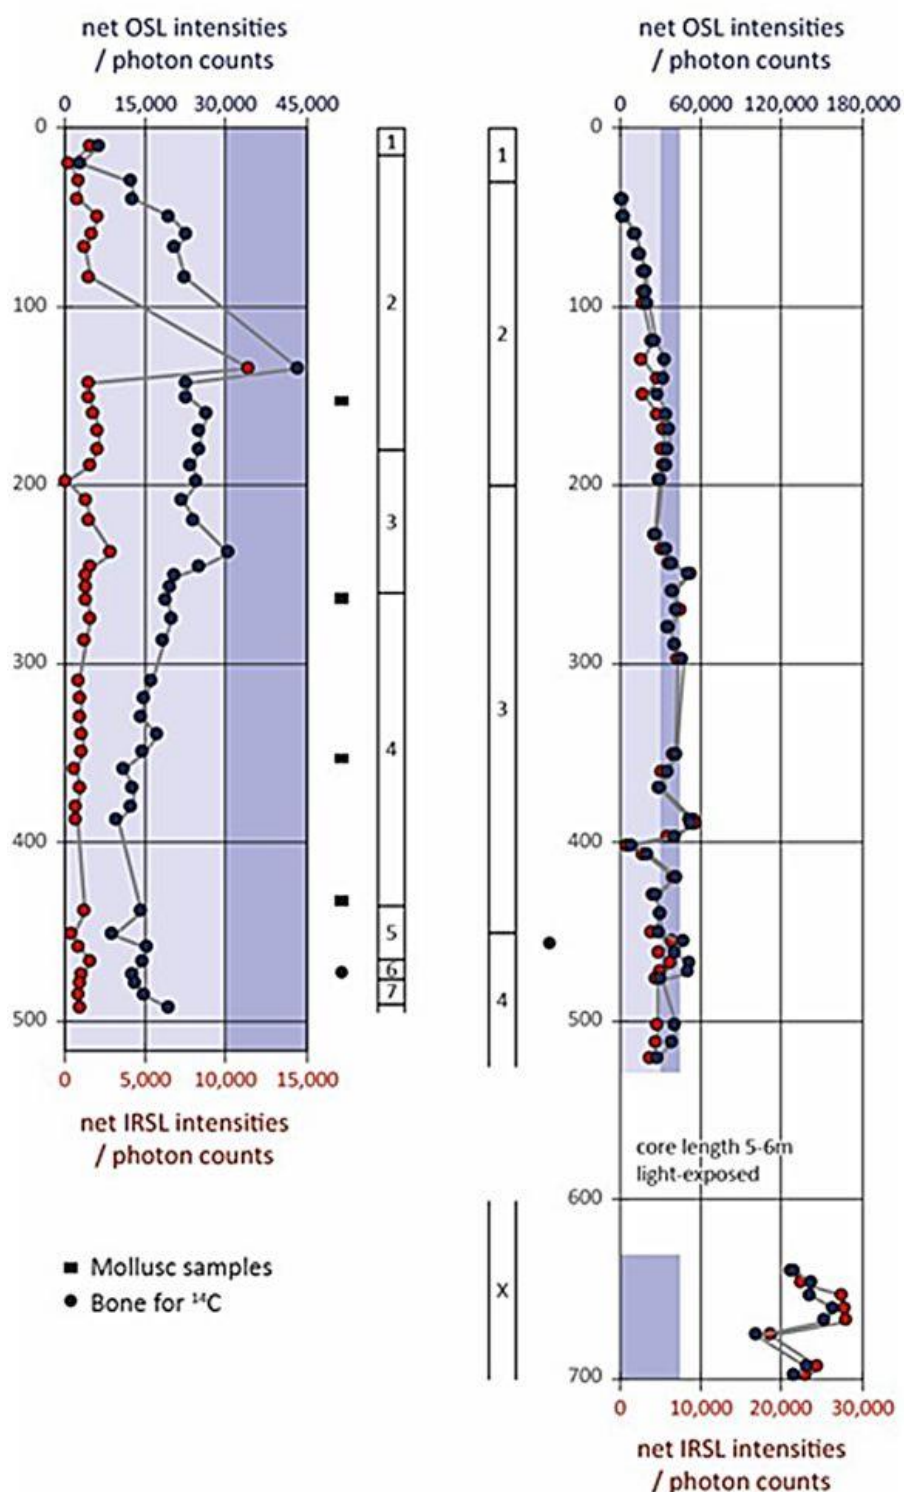 net OSL intensities
/ photon counts
0 15,000 30,000 45,000
0
100
200
300
400
500
0 5,000 10,000 15,000
net IRSL intensities
/ photon counts
1
2
3
4
5
6
7
Mollusc samples
Bone for ¹⁴C
net OSL intensities
/ photon counts
0 60,000 120,000 180,000
0
100
200
300
400
500
600
700
1
2
3
4
X
core length 5-6m
light-exposed
0 10,000 20,000 30,000
net IRSL intensities
/ photon counts